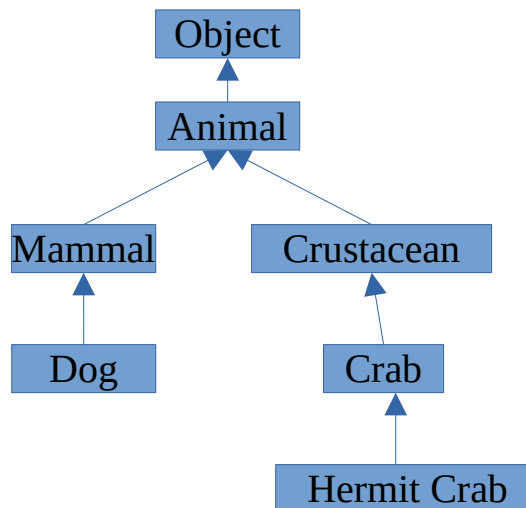 Object
Animal
Mammal
Crustacean
Dog
Crab
Hermit Crab